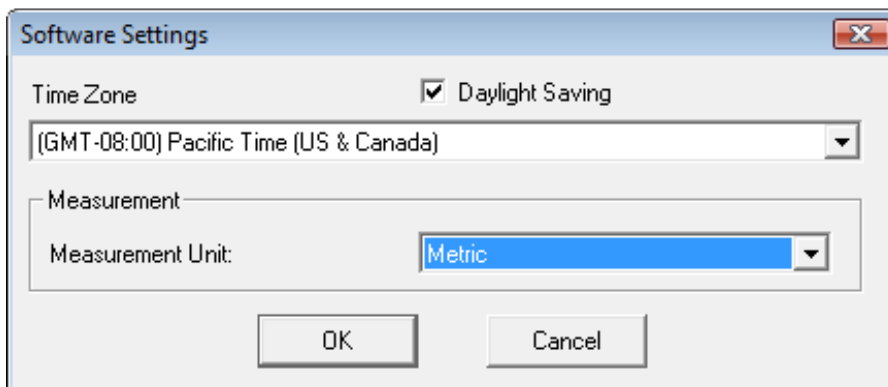 Software Settings
Time Zone
Daylight Saving
(GMT-08:00) Pacific Time (US & Canada)
Measurement
Measurement Unit:
Metric
OK
Cancel